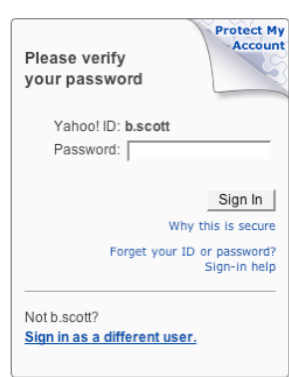 Protect My
Account
Please verify
your password
Yahoo! ID: b.scott
Password:
Sign In
Why this is secure
Forget your ID or password?
Sign-in help
Not b.scott?
Sign in as a different user.